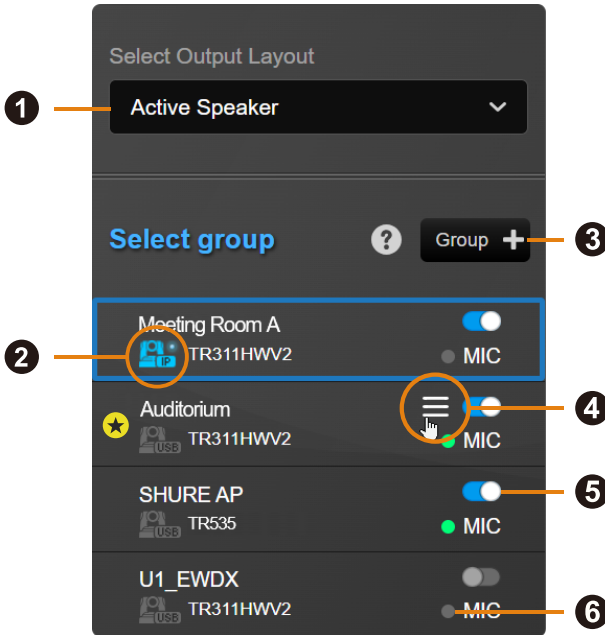 Select Output Layout
1
Active Speaker
Select group
?
Group +
3
Meeting Room A
2
IP TR311HWV2
MIC
Auditorium
4
USB TR311HWV2
MIC
SHURE AP
5
USB TR535
MIC
U1_EWDX
USB TR311HWV2
MIC
6